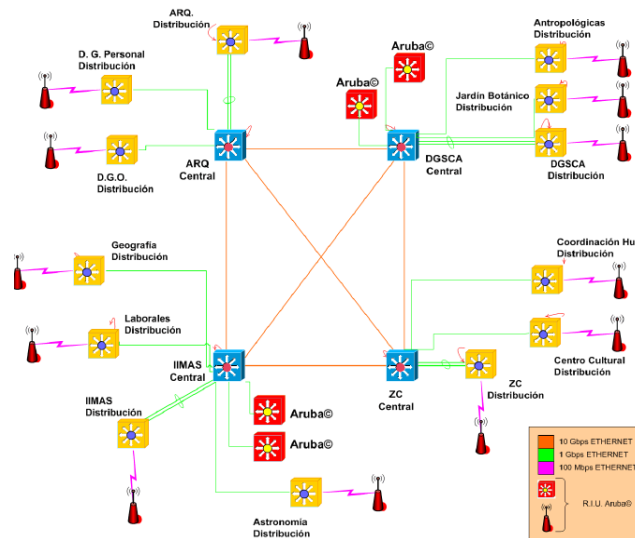 ARQ.
Distribución
Antropológicas
Distribución
Aruba©
D. G. Personal
Distribución
Aruba©
Jardín Botánico
Distribución
D.G.O.
Distribución
ARQ
Central
DGSCA
Central
DGSCA
Distribución
Geografía
Distribución
Coordinación Hu
Distribución
Laborales
Distribución
IIMAS
Central
ZC
Central
Centro Cultural
Distribución
ZC
Distribución
IIMAS
Distribución
Aruba©
Aruba©
Astronomía
Distribución
10 Gbps ETHERNET
1 Gbps ETHERNET
100 Mbps ETHERNET
R.I.U. Aruba©